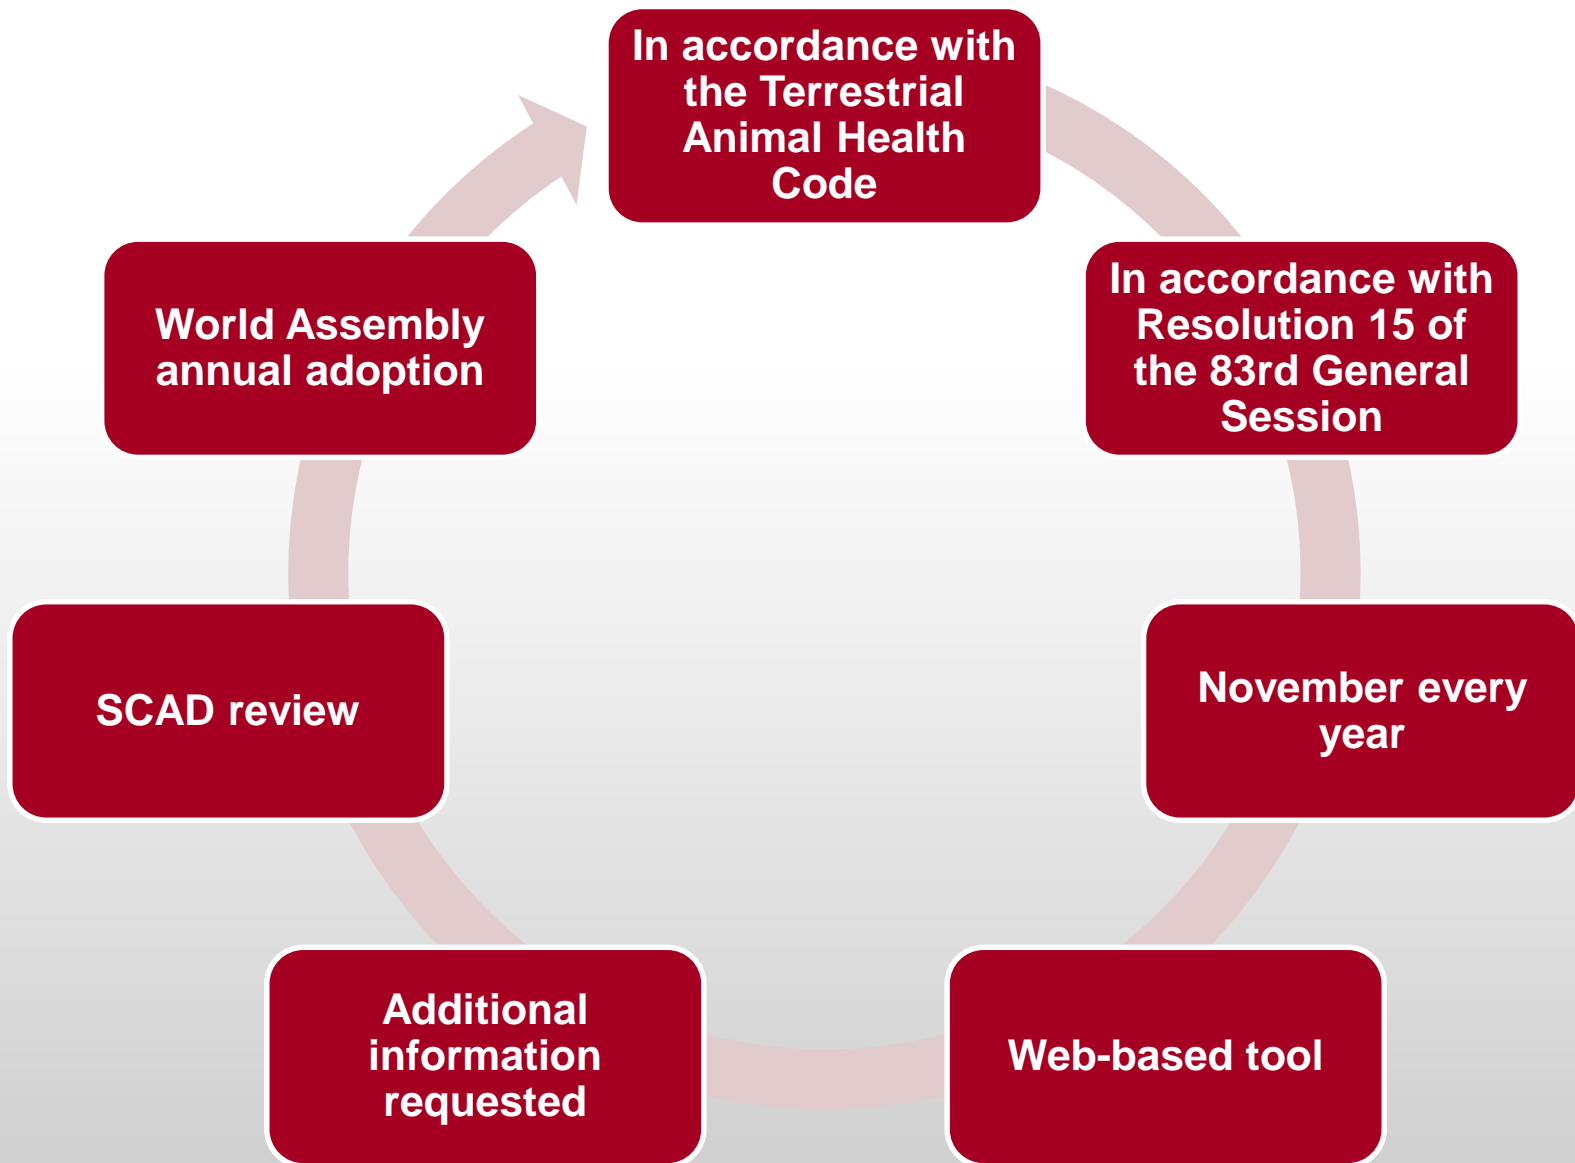 In accordance with
the Terrestrial
Animal Health
Code
In accordance with
Resolution 15 of
the 83rd General
Session
November every
year
Web-based tool
Additional
information
requested
SCAD review
World Assembly
annual adoption